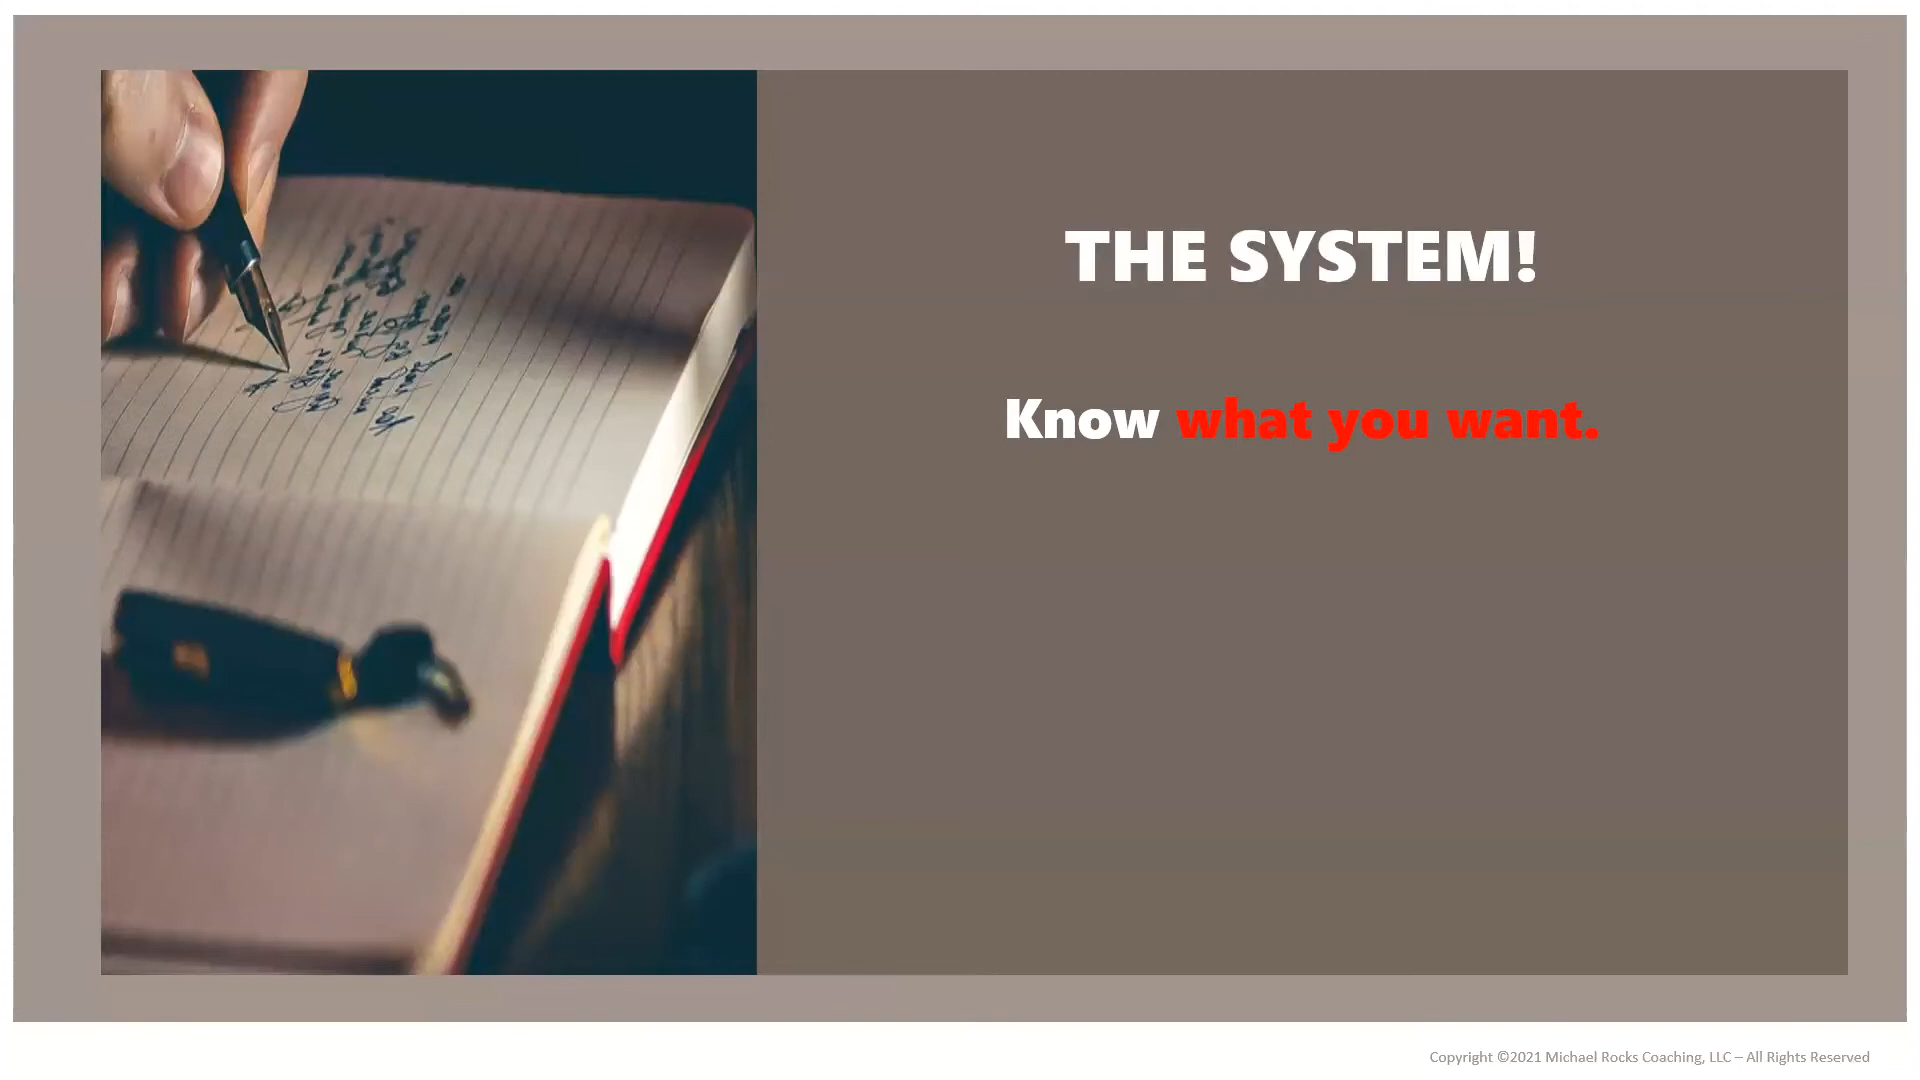 THE SYSTEM!
Know what you want.
Copyright ©2021 Michael Rocks Coaching, LLC – All Rights Reserved